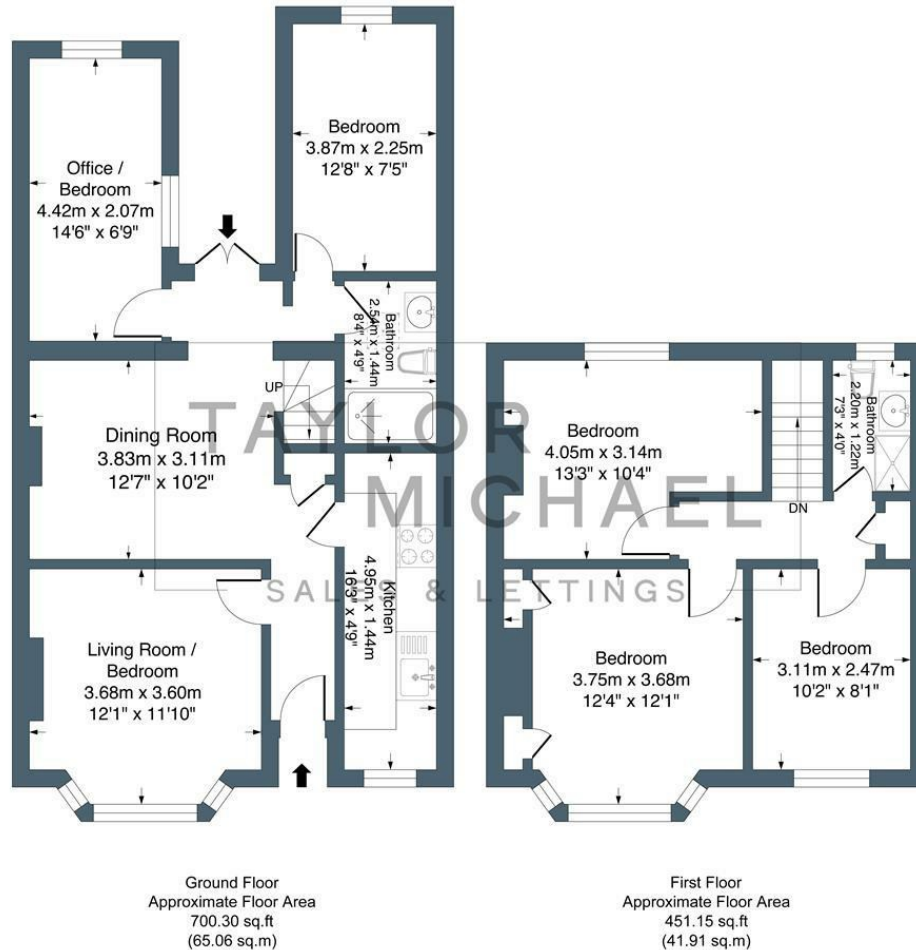 Bedroom
3.87m x 2.25m
12'8" x 7'5"
Office /
Bedroom
4.42m x 2.07m
14'6" x 6'9"
Bathroom
2.54m x 1.44m
8'4" x 4'9"
UP
Dining Room
3.83m x 3.11m
12'7" x 10'2"
Kitchen
4.95m x 1.44m
16'3" x 4'9"
Living Room /
Bedroom
3.68m x 3.60m
12'1" x 11'10"
Bedroom
4.05m x 3.14m
13'3" x 10'4"
Bathroom
2.20m x 1.22m
7'3" x 4'0"
DN
Bedroom
3.75m x 3.68m
12'4" x 12'1"
Bedroom
3.11m x 2.47m
10'2" x 8'1"
TAYLOR
MICHAEL
SALES & LETTINGS
Ground Floor
Approximate Floor Area
700.30 sq.ft
(65.06 sq.m)
First Floor
Approximate Floor Area
451.15 sq.ft
(41.91 sq.m)